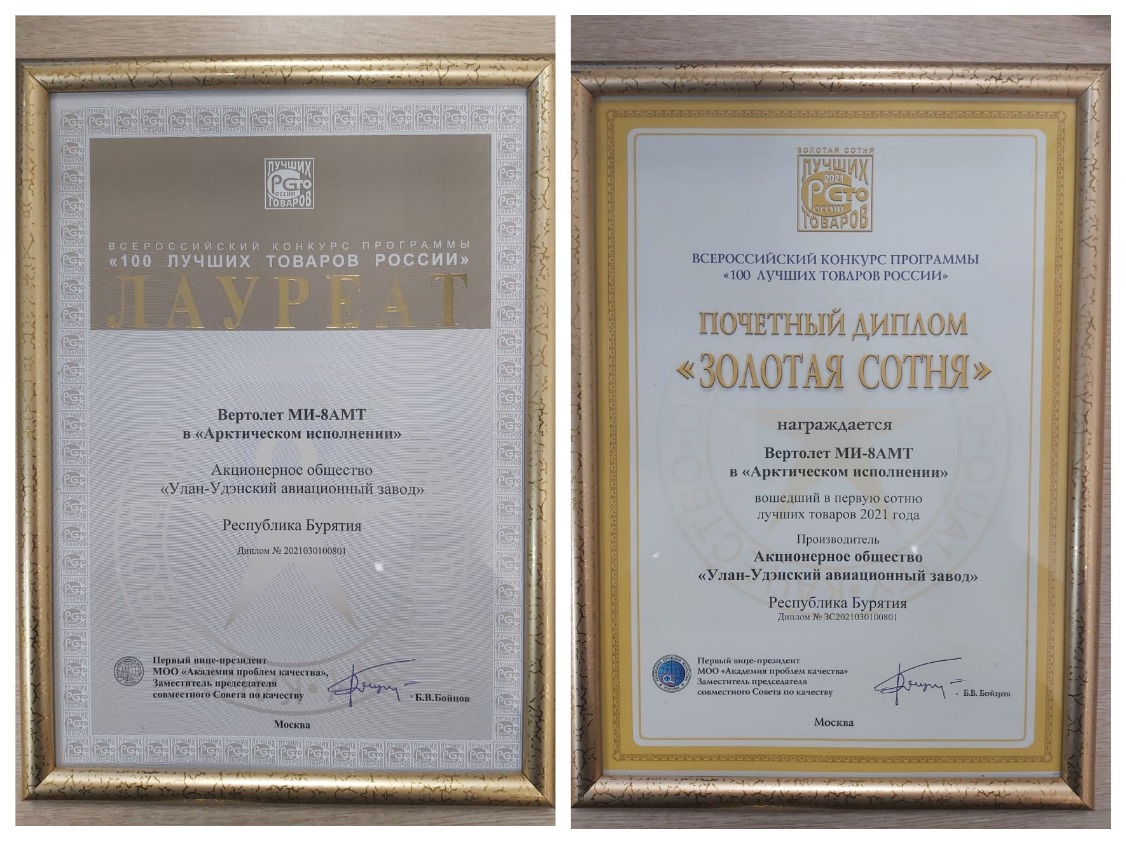 ЛУЧШИХ
РСТО
РОССИИ
ТОВАРОВ
ВСЕРОССИЙСКИЙ КОНКУРС ПРОГРАММЫ
«100 ЛУЧШИХ ТОВАРОВ РОССИИ»
ЛАУРЕАТ
Вертолет МИ-8АМТ
в «Арктическом исполнении»
Акционерное общество
«Улан-Удэнский авиационный завод»
Республика Бурятия
Диплом № 2021030100801
Первый вице-президент
МОО «Академия проблем качества»,
Заместитель председателя
совместного Совета по качеству
Б.В.Бойцов
Москва
ЗОЛОТАЯ СОТНЯ
ЛУЧШИХ
2021
РСТО
РОССИИ
ТОВАРОВ
ВСЕРОССИЙСКИЙ КОНКУРС ПРОГРАММЫ
«100 ЛУЧШИХ ТОВАРОВ РОССИИ»
ПОЧЕТНЫЙ ДИПЛОМ
«ЗОЛОТАЯ СОТНЯ»
награждается
Вертолет МИ-8АМТ
в «Арктическом исполнении»
вошедший в первую сотню
лучших товаров 2021 года
Производитель
Акционерное общество
«Улан-Удэнский авиационный завод»
Республика Бурятия
Диплом № ЗС2021030100801
Первый вице-президент
МОО «Академия проблем качества»
Заместитель председателя
совместного Совета по качеству
Б.В. Бойцов
Москва